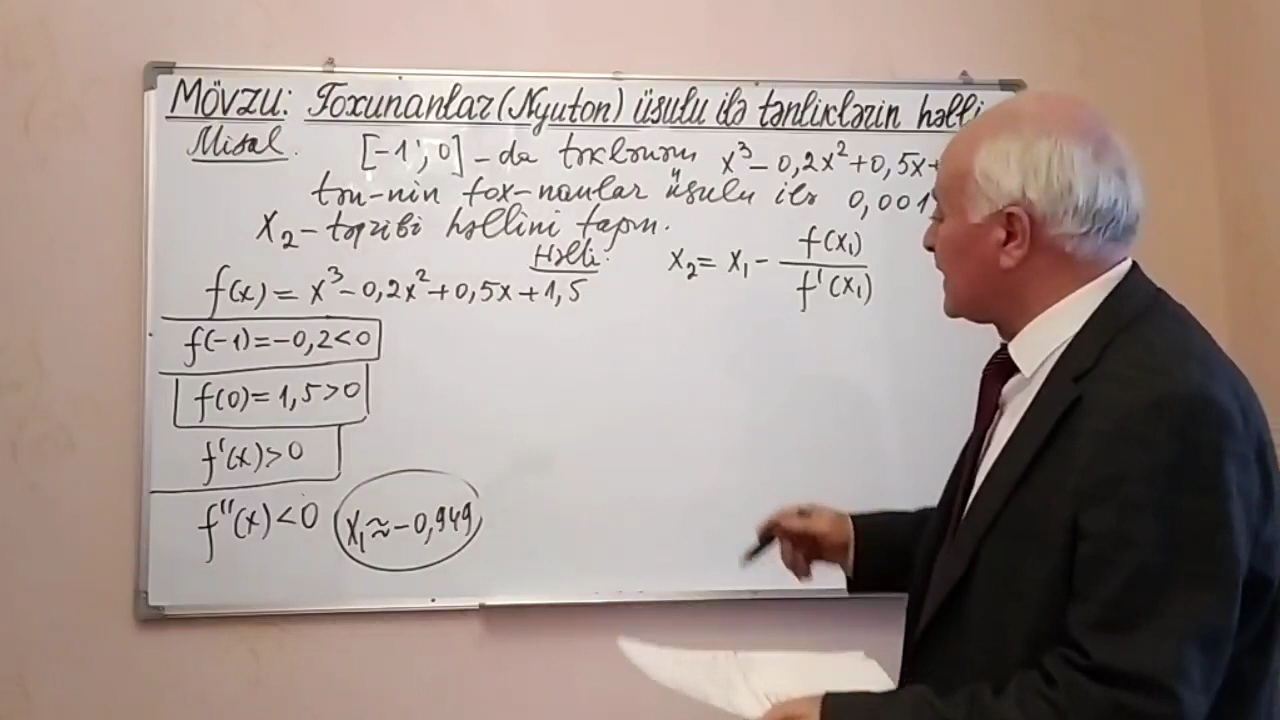 Mövzu: Toxunanlar (Nyuton) üsulu ilə tənliklərin həlli
Misal. [-1; 0] - də təklənmiş x³ - 0,2x² + 0,5x +
tən-nin tox-nanlar üsulu ilə 0,001
x₂ - təqribi həllini tapın.
Həlli: x₂ = x₁ - f(x₁) / f'(x₁)
f(x) = x³ - 0,2x² + 0,5x + 1,5
f(-1) = -0,2 < 0
f(0) = 1,5 > 0
f'(x) > 0
f''(x) < 0 x₁ ≈ -0,949